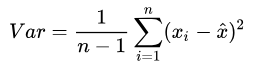 Var = \frac{1}{n-1} \sum_{i=1}^{n} (x_i - \hat{x})^2